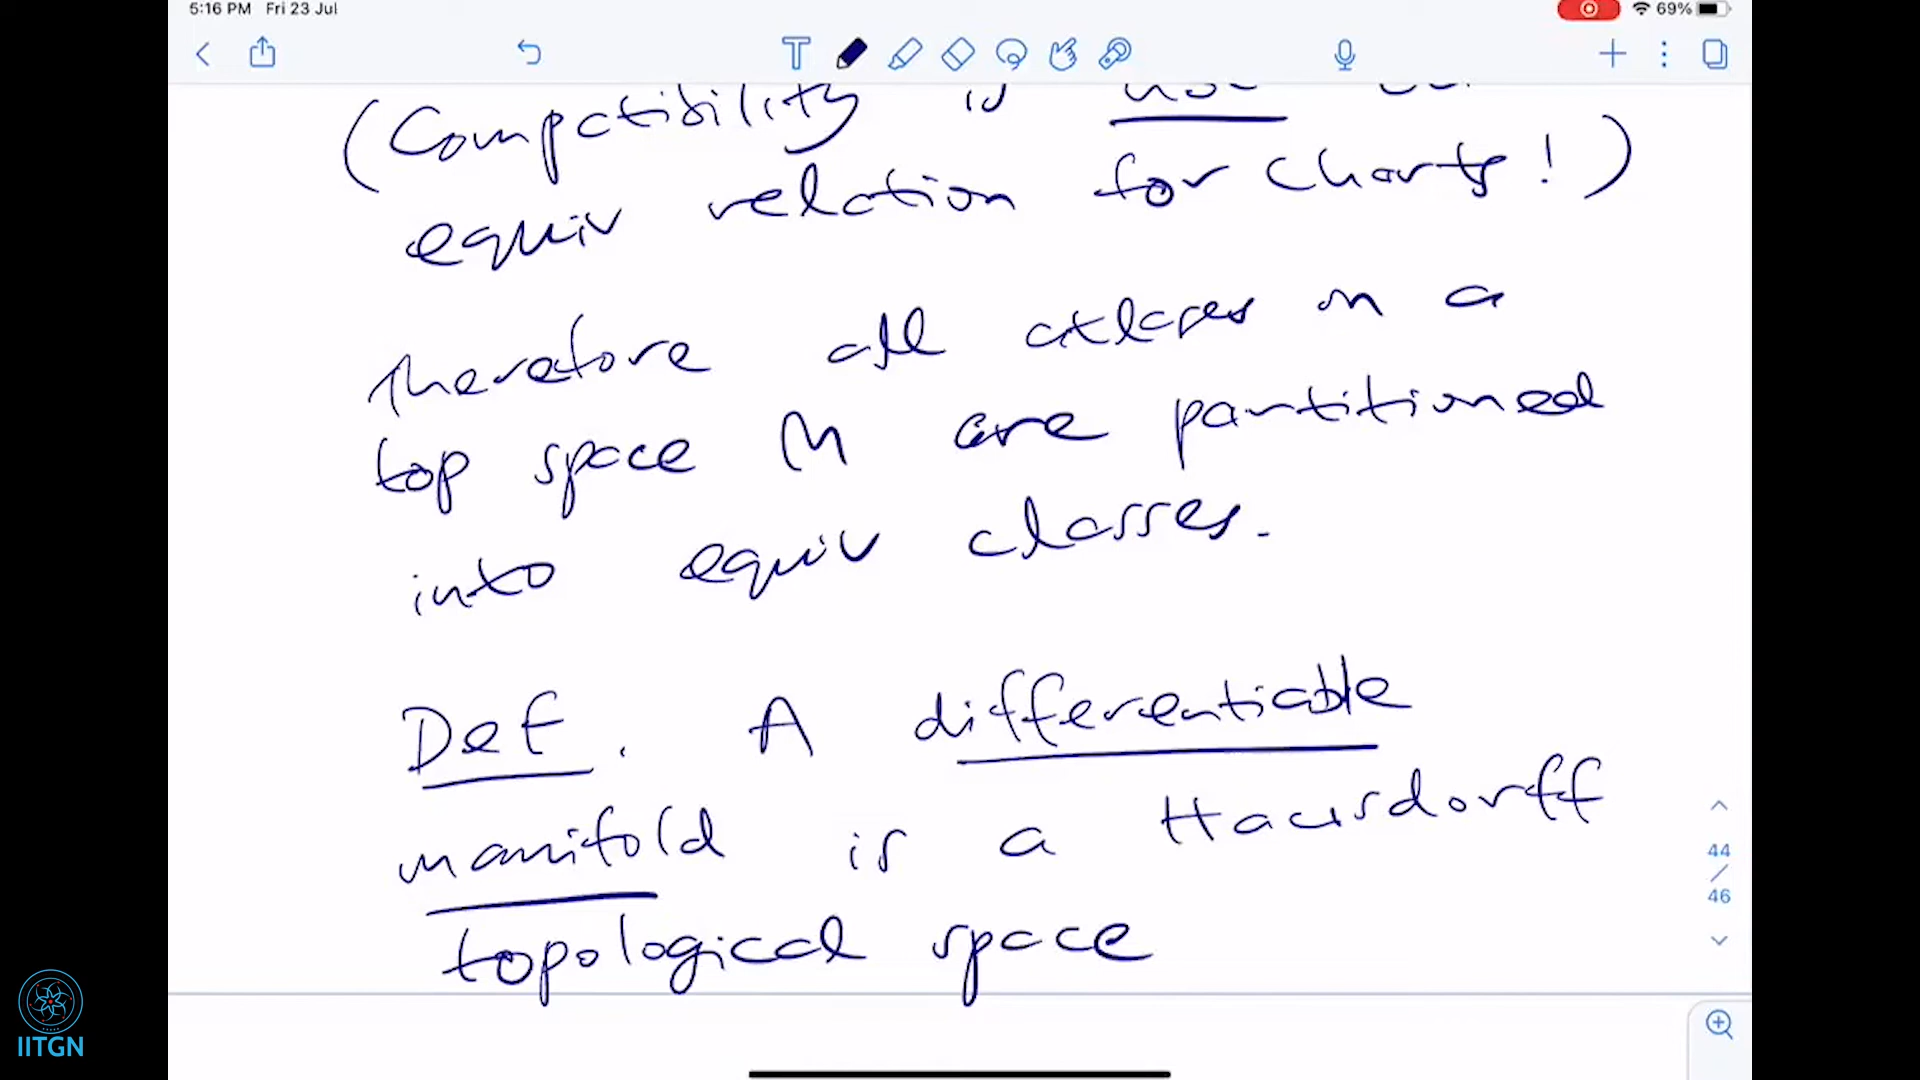 5:16 PM Fri 23 Jul
69%
(Compatibility is not
equiv relation for charts!)
Therefore all atlases on a
top space M are partitioned
into equiv classes.
Def. A differentiable
manifold is a Hausdorff
topological space
44
/
46
IITGN